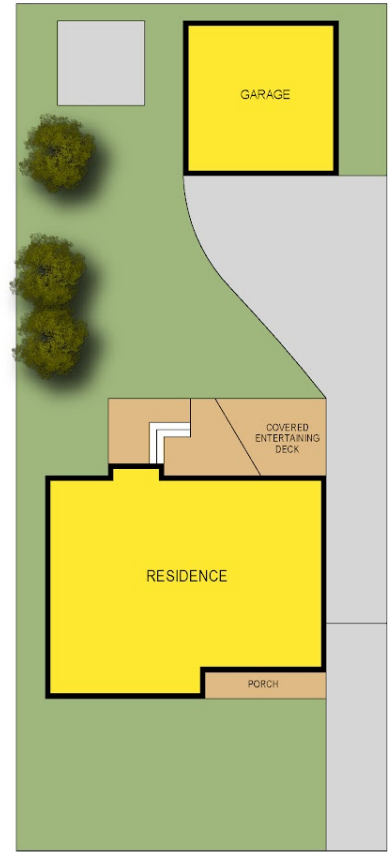 GARAGE
COVERED
ENTERTAINING
DECK
RESIDENCE
PORCH